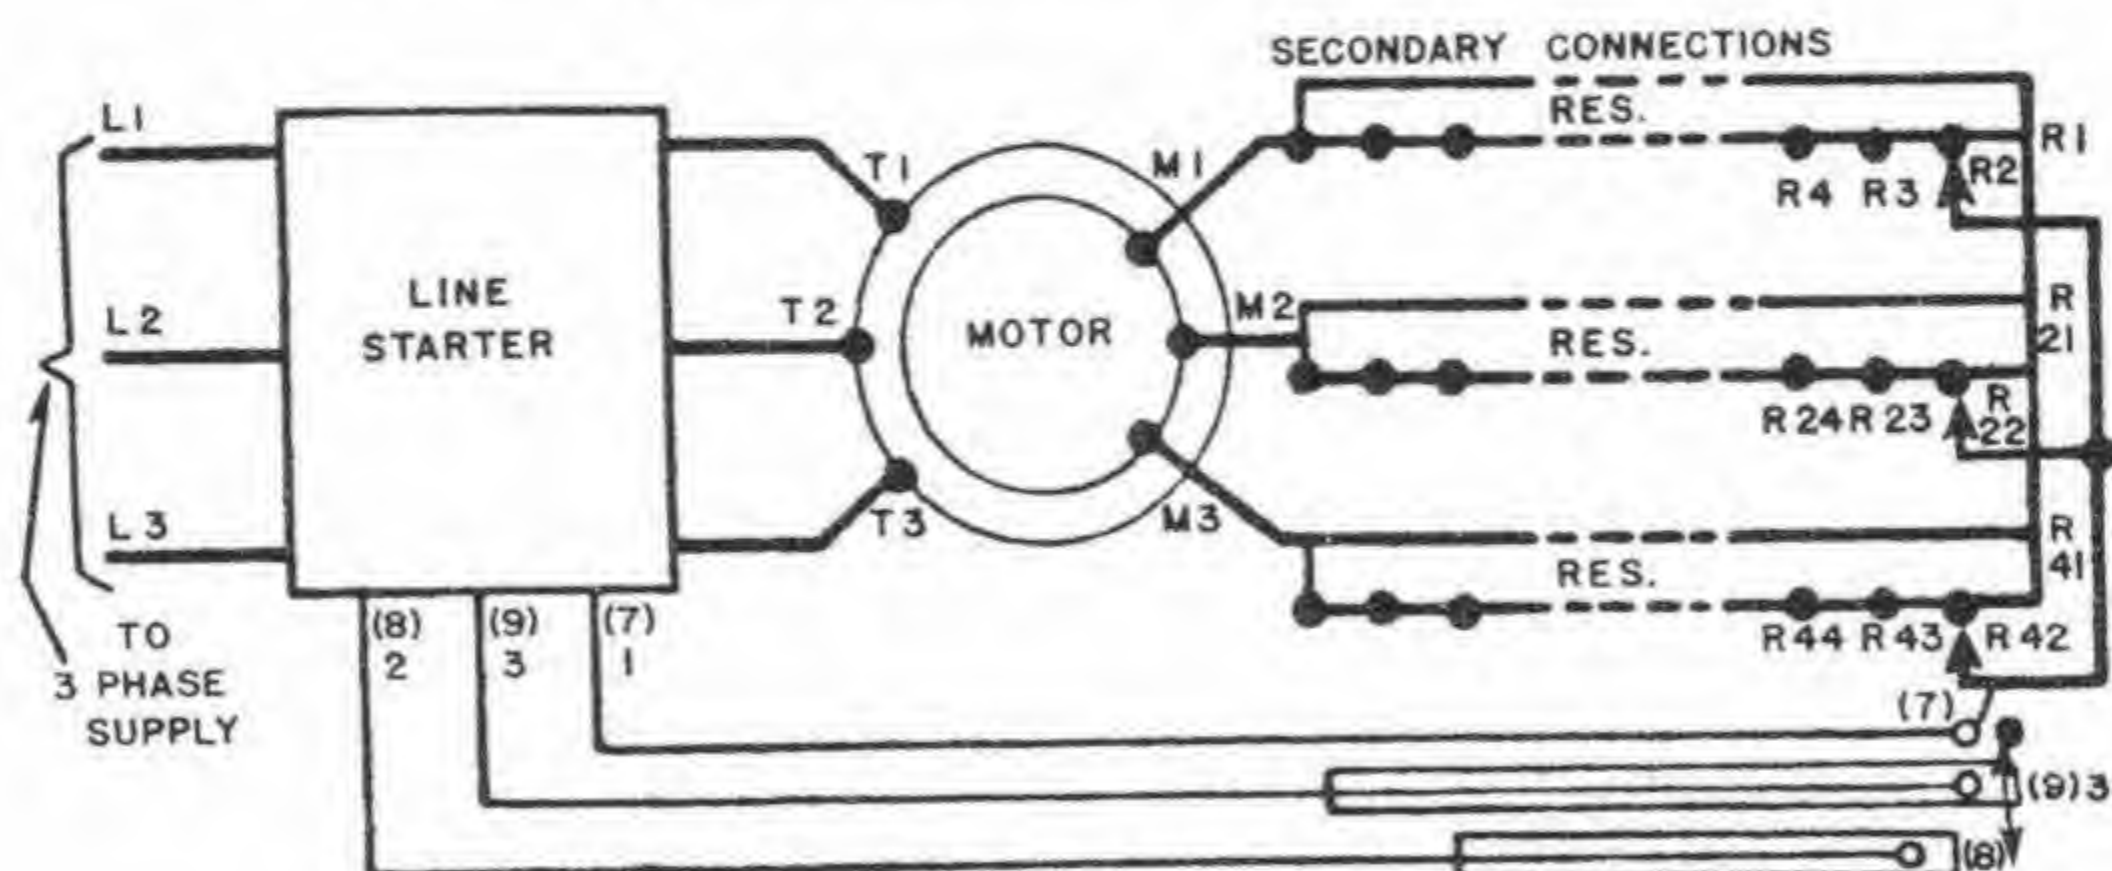 SECONDARY CONNECTIONS
L1
RES.
R1
T1
M1
R4 R3 R2
LINE
STARTER
L2
T2
MOTOR
M2
R
21
RES.
R24 R23 R
22
L3
T3
M3
R
41
RES.
R44 R43 R42
TO
3 PHASE
SUPPLY
(8)
2
(9)
3
(7)
1
(7)
(9)3
(8)